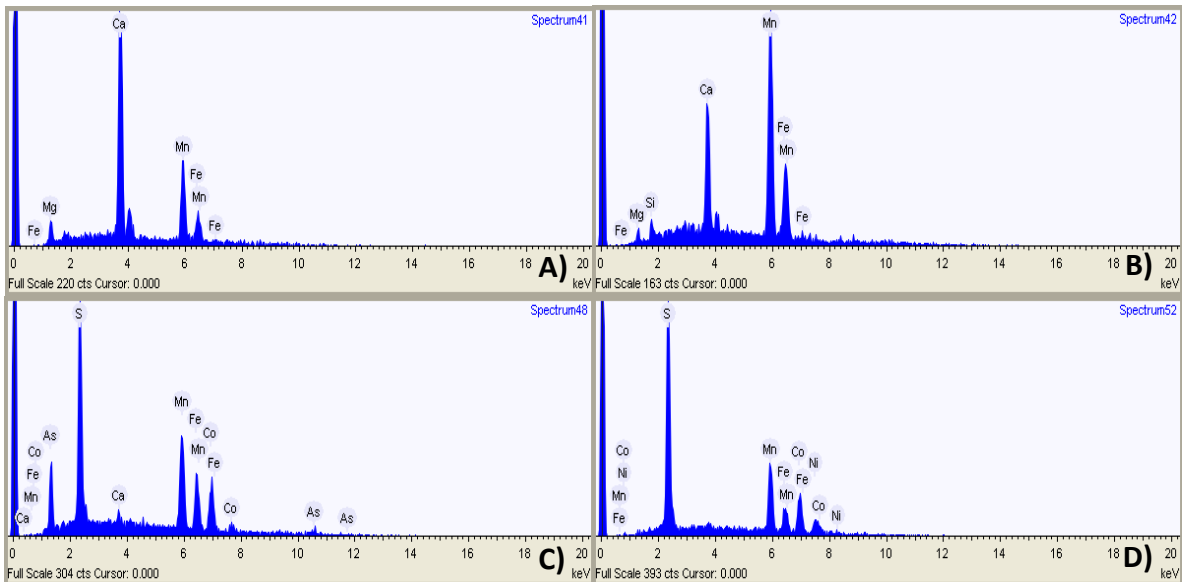 Spectrum41
Ca
Mn
Fe
Mg
Mn
Fe
Fe
0 2 4 6 8 10 12 14 16 18 20
Full Scale 220 cts Cursor: 0.000 keV
A)
Spectrum42
Mn
Ca
Fe
Mn
Si
Mg
Fe
Fe
0 2 4 6 8 10 12 14 16 18 20
Full Scale 163 cts Cursor: 0.000 keV
B)
Spectrum48
S
Mn
Fe
Co
As
Co
Mn
Fe
Fe
Mn
Ca
Co
As
As
Ca
0 2 4 6 8 10 12 14 16 18 20
Full Scale 304 cts Cursor: 0.000 keV
C)
Spectrum52
S
Mn
Co
Co
Ni
Ni
Fe
Fe
Mn
Mn
Co
Fe
Ni
0 2 4 6 8 10 12 14 16 18 20
Full Scale 393 cts Cursor: 0.000 keV
D)